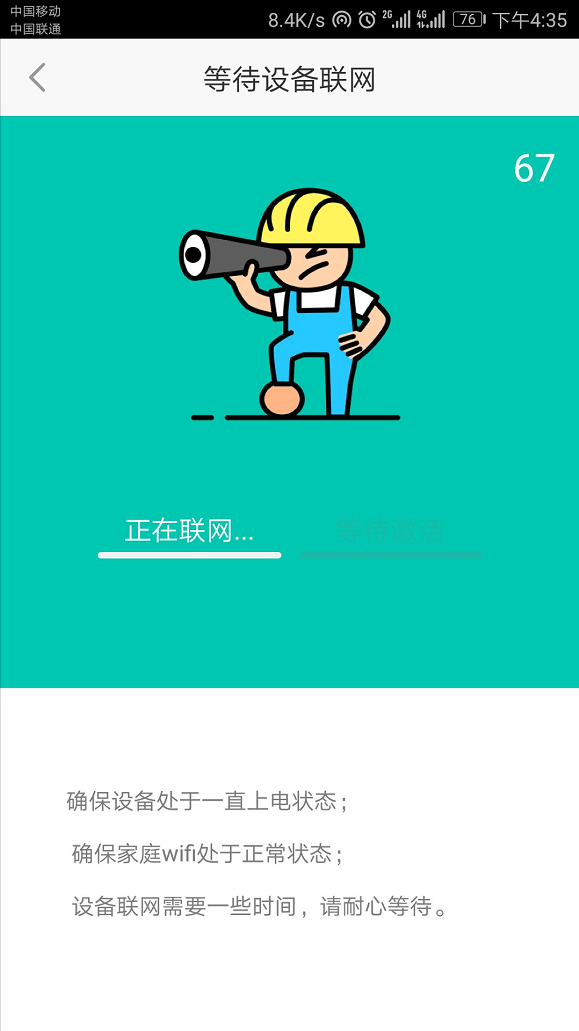 中国移动
中国联通
8.4K/s 2G 4G 76 下午4:35
等待设备联网
67
正在联网... 等待激活
确保设备处于一直上电状态；
确保家庭wifi处于正常状态；
设备联网需要一些时间，请耐心等待。